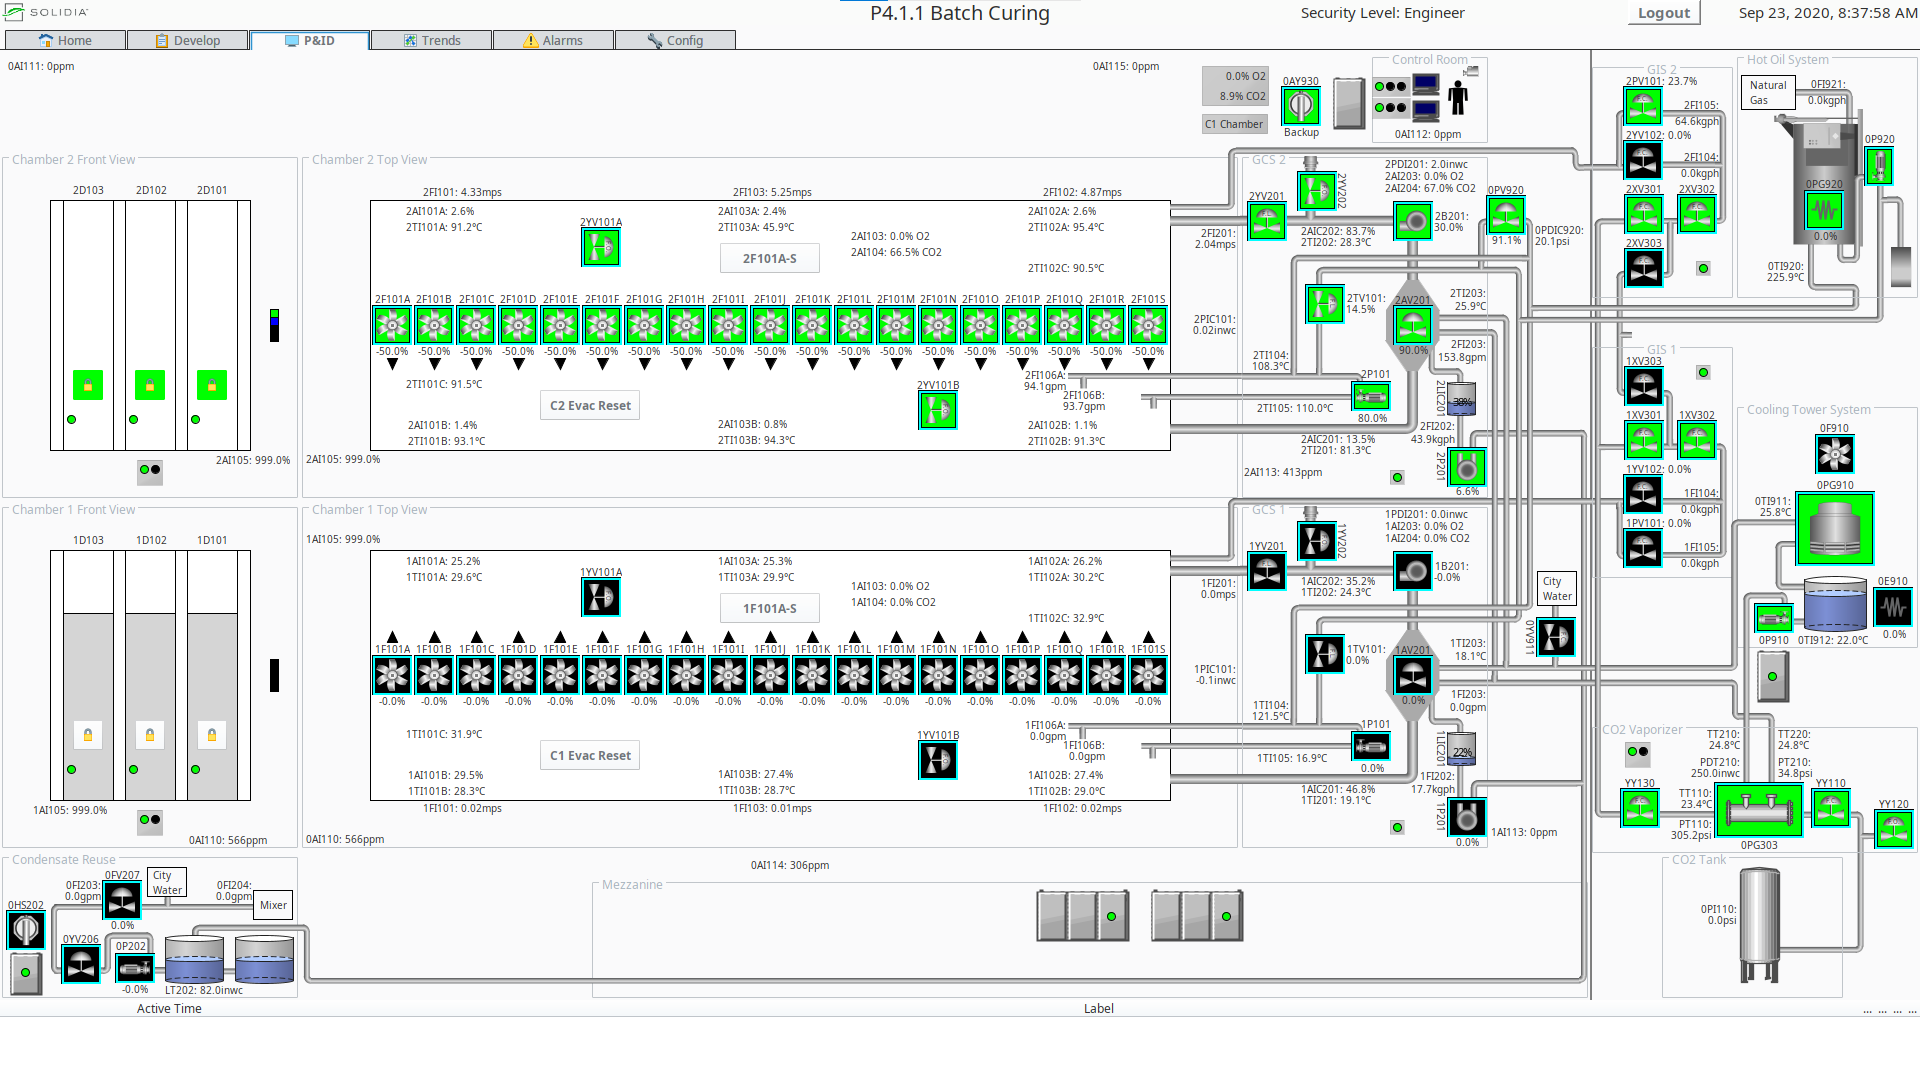 SOLIDIA
P4.1.1 Batch Curing
Security Level: Engineer
Logout
Sep 23, 2020, 8:37:58 AM
Home
Develop
P&ID
Trends
Alarms
Config
0AI111: 0ppm
0AI115: 0ppm
0.0% O2
8.9% CO2
C1 Chamber
0AY930
Backup
Control Room
0AI112: 0ppm
Chamber 2 Front View
2D103
2D102
2D101
2AI105: 999.0%
Chamber 2 Top View
2FI101: 4.33mps
2FI103: 5.25mps
2FI102: 4.87mps
2AI101A: 2.6%
2TI101A: 91.2°C
2YV101A
2AI103A: 2.4%
2TI103A: 45.9°C
2F101A-S
2AI103: 0.0% O2
2AI104: 66.5% CO2
2AI102A: 2.6%
2TI102A: 95.4°C
2TI102C: 90.5°C
2F101A
2F101B
2F101C
2F101D
2F101E
2F101F
2F101G
2F101H
2F101I
2F101J
2F101K
2F101L
2F101M
2F101N
2F101O
2F101P
2F101Q
2F101R
2F101S
-50.0% -50.0% -50.0% -50.0% -50.0% -50.0% -50.0% -50.0% -50.0% -50.0% -50.0% -50.0% -50.0% -50.0% -50.0% -50.0% -50.0% -50.0% -50.0%
2TI101C: 91.5°C
C2 Evac Reset
2YV101B
2FI106A:
94.1gpm
2FI106B:
93.7gpm
2AI101B: 1.4%
2TI101B: 93.1°C
2AI103B: 0.8%
2TI103B: 94.3°C
2AI102B: 1.1%
2TI102B: 91.3°C
2AI105: 999.0%
GCS 2
2YV201
2YV202
2PDI201: 2.0inwc
2AI203: 0.0% O2
2AI204: 67.0% CO2
2FI201:
2.04mps
2AIC202: 83.7%
2TI202: 28.3°C
2B201:
30.0%
0PV920
91.1%
0PDIC920:
20.1psi
2PIC101:
0.02inwc
2TV101:
14.5%
2AV201
90.0%
2TI203:
25.9°C
2FI203:
153.8gpm
2TI104:
108.3°C
2P101
80.0%
2TI105: 110.0°C
2LIC201
38%
2FI202:
43.9kgph
2AIC201: 13.5%
2TI201: 81.3°C
2P201
6.6%
2AI113: 413ppm
GIS 2
2PV101: 23.7%
2FI105:
64.6kgph
2YV102: 0.0%
2FI104:
0.0kgph
2XV301
2XV302
2XV303
Hot Oil System
Natural
Gas
0FI921:
0.0kgph
0P920
0PG920
0.0%
0TI920:
225.9°C
GIS 1
1XV303
1XV301
1XV302
1YV102: 0.0%
1FI104:
0.0kgph
1PV101: 0.0%
1FI105:
0.0kgph
Cooling Tower System
0F910
0PG910
0TI911:
25.8°C
0E910
0.0%
0P910
0TI912: 22.0°C
Chamber 1 Front View
1D103
1D102
1D101
1AI105: 999.0%
0AI110: 566ppm
Chamber 1 Top View
1AI105: 999.0%
1AI101A: 25.2%
1TI101A: 29.6°C
1YV101A
1AI103A: 25.3%
1TI103A: 29.9°C
1F101A-S
1AI103: 0.0% O2
1AI104: 0.0% CO2
1AI102A: 26.2%
1TI102A: 30.2°C
1TI102C: 32.9°C
1F101A
1F101B
1F101C
1F101D
1F101E
1F101F
1F101G
1F101H
1F101I
1F101J
1F101K
1F101L
1F101M
1F101N
1F101O
1F101P
1F101Q
1F101R
1F101S
-0.0% -0.0% -0.0% -0.0% -0.0% -0.0% -0.0% -0.0% -0.0% -0.0% -0.0% -0.0% -0.0% -0.0% -0.0% -0.0% -0.0% -0.0% -0.0%
1TI101C: 31.9°C
C1 Evac Reset
1YV101B
1FI106A:
0.0gpm
1FI106B:
0.0gpm
1AI101B: 29.5%
1TI101B: 28.3°C
1AI103B: 27.4%
1TI103B: 28.7°C
1AI102B: 27.4%
1TI102B: 29.0°C
1FI101: 0.02mps
1FI103: 0.01mps
1FI102: 0.02mps
0AI110: 566ppm
GCS 1
1YV201
1YV202
1PDI201: 0.0inwc
1AI203: 0.0% O2
1AI204: 0.0% CO2
1FI201:
0.0mps
1AIC202: 35.2%
1TI202: 24.3°C
1B201:
-0.0%
City
Water
0YV911
1PIC101:
-0.1inwc
1TV101:
0.0%
1AV201
0.0%
1TI203:
18.1°C
1FI203:
0.0gpm
1TI104:
121.5°C
1P101
0.0%
1TI105: 16.9°C
1LIC201
22%
1FI202:
17.7kgph
1AIC201: 46.8%
1TI201: 19.1°C
1P201
0.0%
1AI113: 0ppm
CO2 Vaporizer
TT210:
24.8°C
TT220:
24.8°C
PDT210:
250.0inwc
PT210:
34.8psi
YY130
TT110:
23.4°C
PT110:
305.2psi
0PG303
YY110
YY120
CO2 Tank
0PI110:
0.0psi
Condensate Reuse
0FI203:
0.0gpm
0FV207
0.0%
City
Water
0FI204:
0.0gpm
Mixer
0HS202
0YV206
0P202
-0.0%
LT202: 82.0inwc
0AI114: 306ppm
Mezzanine
Active Time
Label
... ... ... ...